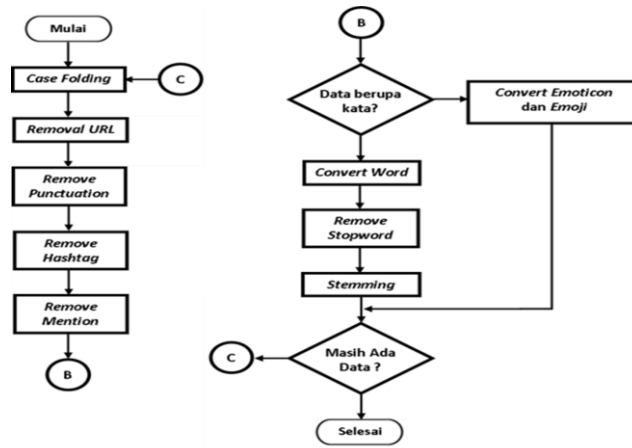 Mulai
Case Folding
C
Removal URL
Remove
Punctuation
Remove
Hashtag
Remove
Mention
B
B
Data berupa
kata?
Convert Emoticon
dan Emoji
Convert Word
Remove
Stopword
Stemming
Masih Ada
Data ?
C
Selesai